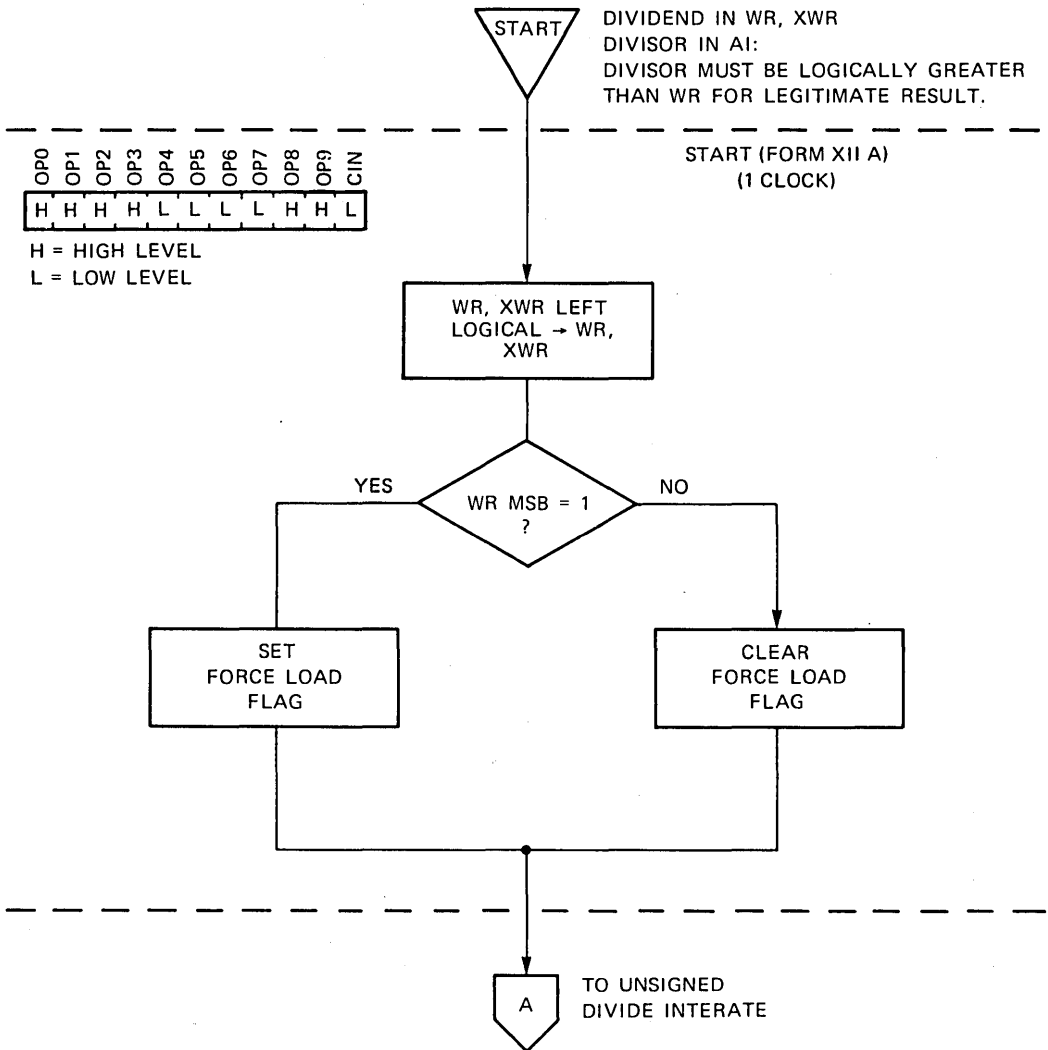 START
DIVIDEND IN WR, XWR
DIVISOR IN AI:
DIVISOR MUST BE LOGICALLY GREATER
THAN WR FOR LEGITIMATE RESULT.
START (FORM XII A)
(1 CLOCK)
OP0 OP1 OP2 OP3 OP4 OP5 OP6 OP7 OP8 OP9 CIN
H H H H L L L L H H L
H = HIGH LEVEL
L = LOW LEVEL
WR, XWR LEFT
LOGICAL → WR,
XWR
YES
WR MSB = 1
?
NO
SET
FORCE LOAD
FLAG
CLEAR
FORCE LOAD
FLAG
A
TO UNSIGNED
DIVIDE INTERATE